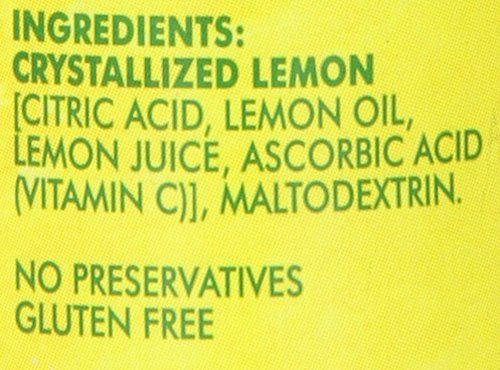 INGREDIENTS:
CRYSTALLIZED LEMON
[CITRIC ACID, LEMON OIL,
LEMON JUICE, ASCORBIC ACID
(VITAMIN C)], MALTODEXTRIN.
NO PRESERVATIVES
GLUTEN FREE